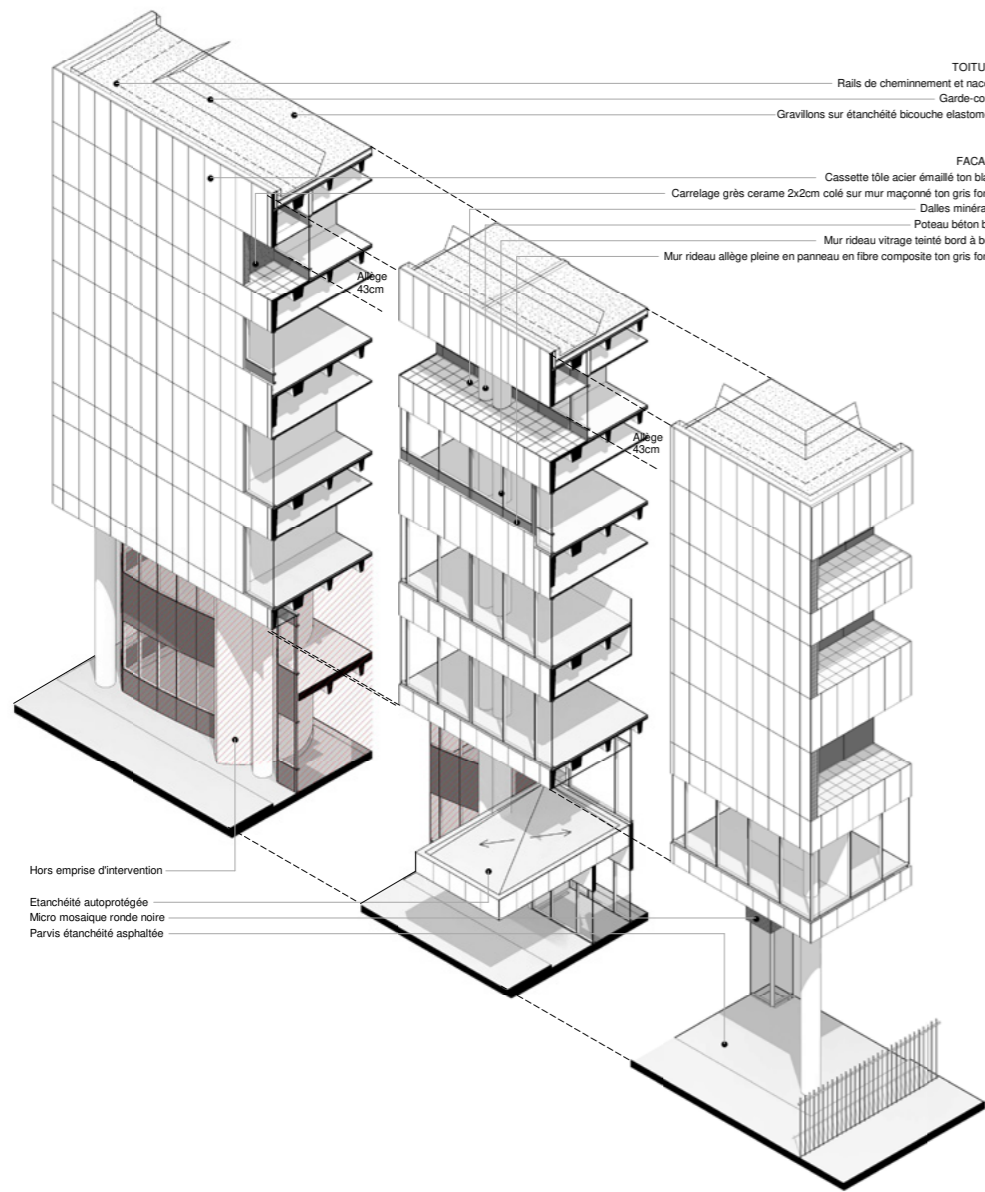 TOITU
Rails de cheminnement et nac
Garde-co
Gravillons sur étanchéité bicouche elastom
FACA
Cassette tôle acier émaillé ton bla
Carrelage grès cerame 2x2cm colé sur mur maçonné ton gris fo
Dalles minéra
Poteau béton b
Mur rideau vitrage teinté bord à b
Mur rideau allège pleine en panneau en fibre composite ton gris fo
Allège
43cm
Allège
43cm
Hors emprise d'intervention
Etanchéité autoprotégée
Micro mosaique ronde noire
Parvis étanchéité asphaltée